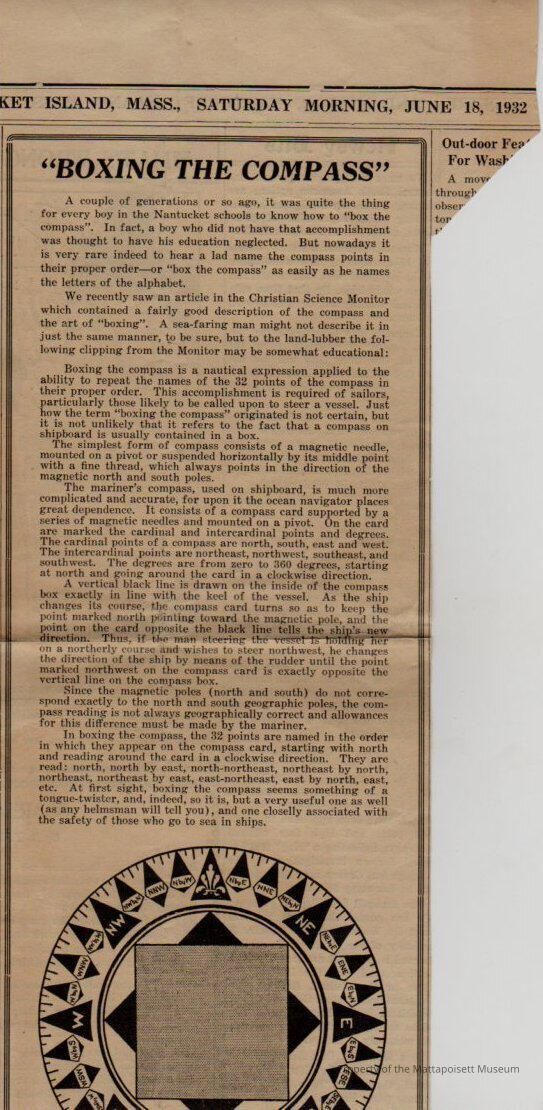 KET ISLAND, MASS., SATURDAY MORNING, JUNE 18, 1932
"BOXING THE COMPASS"
A couple of generations or so ago, it was quite the thing
for every boy in the Nantucket schools to know how to "box the
compass". In fact, a boy who did not have that accomplishment
was thought to have his education neglected. But nowadays it
is very rare indeed to hear a lad name the compass points in
their proper order—or "box the compass" as easily as he names
the letters of the alphabet.
We recently saw an article in the Christian Science Monitor
which contained a fairly good description of the compass and
the art of "boxing". A sea-faring man might not describe it in
just the same manner, to be sure, but to the land-lubber the fol-
lowing clipping from the Monitor may be somewhat educational:
Boxing the compass is a nautical expression applied to the
ability to repeat the names of the 32 points of the compass in
their proper order. This accomplishment is required of sailors,
particularly those likely to be called upon to steer a vessel. Just
how the term "boxing the compass" originated is not certain, but
it is not unlikely that it refers to the fact that a compass on
shipboard is usually contained in a box.
The simplest form of compass consists of a magnetic needle,
mounted on a pivot or suspended horizontally by its middle point
with a fine thread, which always points in the direction of the
magnetic north and south poles.
The mariner's compass, used on shipboard, is much more
complicated and accurate, for upon it the ocean navigator places
great dependence. It consists of a compass card supported by a
series of magnetic needles and mounted on a pivot. On the card
are marked the cardinal and intercardinal points and degrees.
The cardinal points of a compass are north, south, east and west.
The intercardinal points are northeast, northwest, southeast, and
southwest. The degrees are from zero to 360 degrees, starting
at north and going around the card in a clockwise direction.
A vertical black line is drawn on the inside of the compass
box exactly in line with the keel of the vessel. As the ship
changes its course, the compass card turns so as to keep the
point marked north pointing toward the magnetic pole, and the
point on the card opposite the black line tells the ship's new
direction. Thus, if the man steering the vessel is holding her
on a northerly course and wishes to steer northwest, he changes
the direction of the ship by means of the rudder until the point
marked northwest on the compass card is exactly opposite the
vertical line on the compass box.
Since the magnetic poles (north and south) do not corre-
spond exactly to the north and south geographic poles, the com-
pass reading is not always geographically correct and allowances
for this difference must be made by the mariner.
In boxing the compass, the 32 points are named in the order
in which they appear on the compass card, starting with north
and reading around the card in a clockwise direction. They are
read: north, north by east, north-northeast, northeast by north,
northeast, northeast by east, east-northeast, east by north, east,
etc. At first sight, boxing the compass seems something of a
tongue-twister, and, indeed, so it is, but a very useful one as well
(as any helmsman will tell you), and one closelly associated with
the safety of those who go to sea in ships.
Out-door
For
A
through
NbyW
NbyE
NNW
NNE
NW
NE
ENE
W
E
EbyS
ESE
WSW
of the Mattapoisett Museum